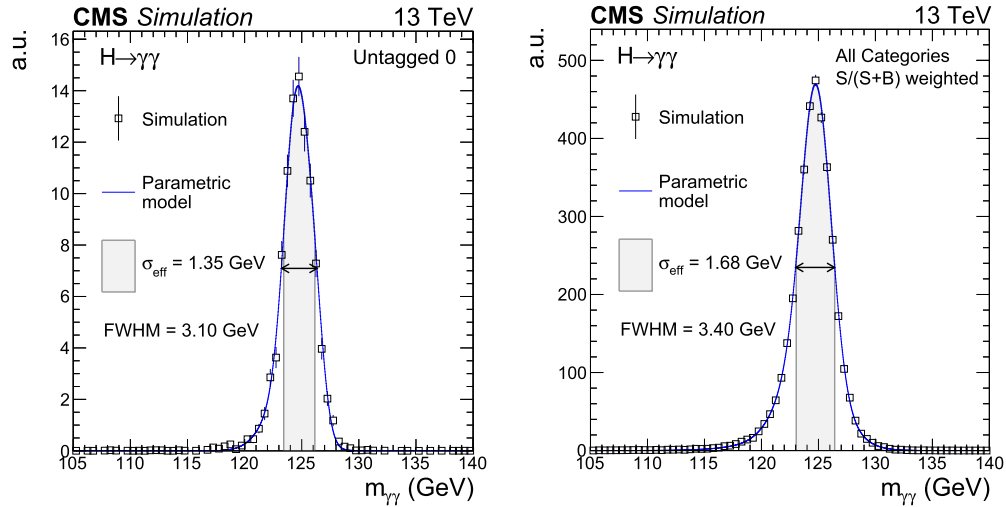 CMS Simulation 13 TeV
a.u.
H→γγ Untagged 0
Simulation
Parametric
model
σeff = 1.35 GeV
FWHM = 3.10 GeV
16
14
12
10
8
6
4
2
0
105 110 115 120 125 130 135 140
mγγ (GeV)
CMS Simulation 13 TeV
a.u.
H→γγ All Categories
S/(S+B) weighted
Simulation
Parametric
model
σeff = 1.68 GeV
FWHM = 3.40 GeV
500
400
300
200
100
0
105 110 115 120 125 130 135 140
mγγ (GeV)